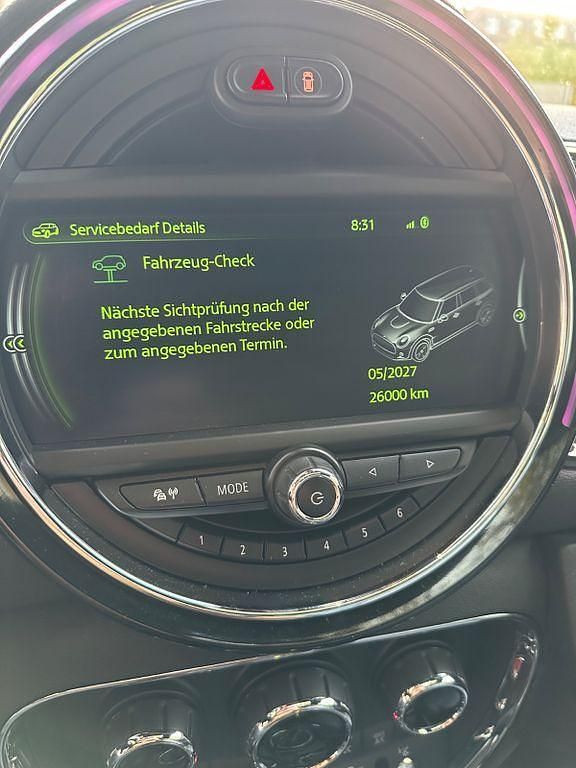 Servicebedarf Details 8:31
Fahrzeug-Check
Nächste Sichtprüfung nach der
angegebenen Fahrstrecke oder
zum angegebenen Termin.
05/2027
26000 km
MODE
1 2 3 4 5 6